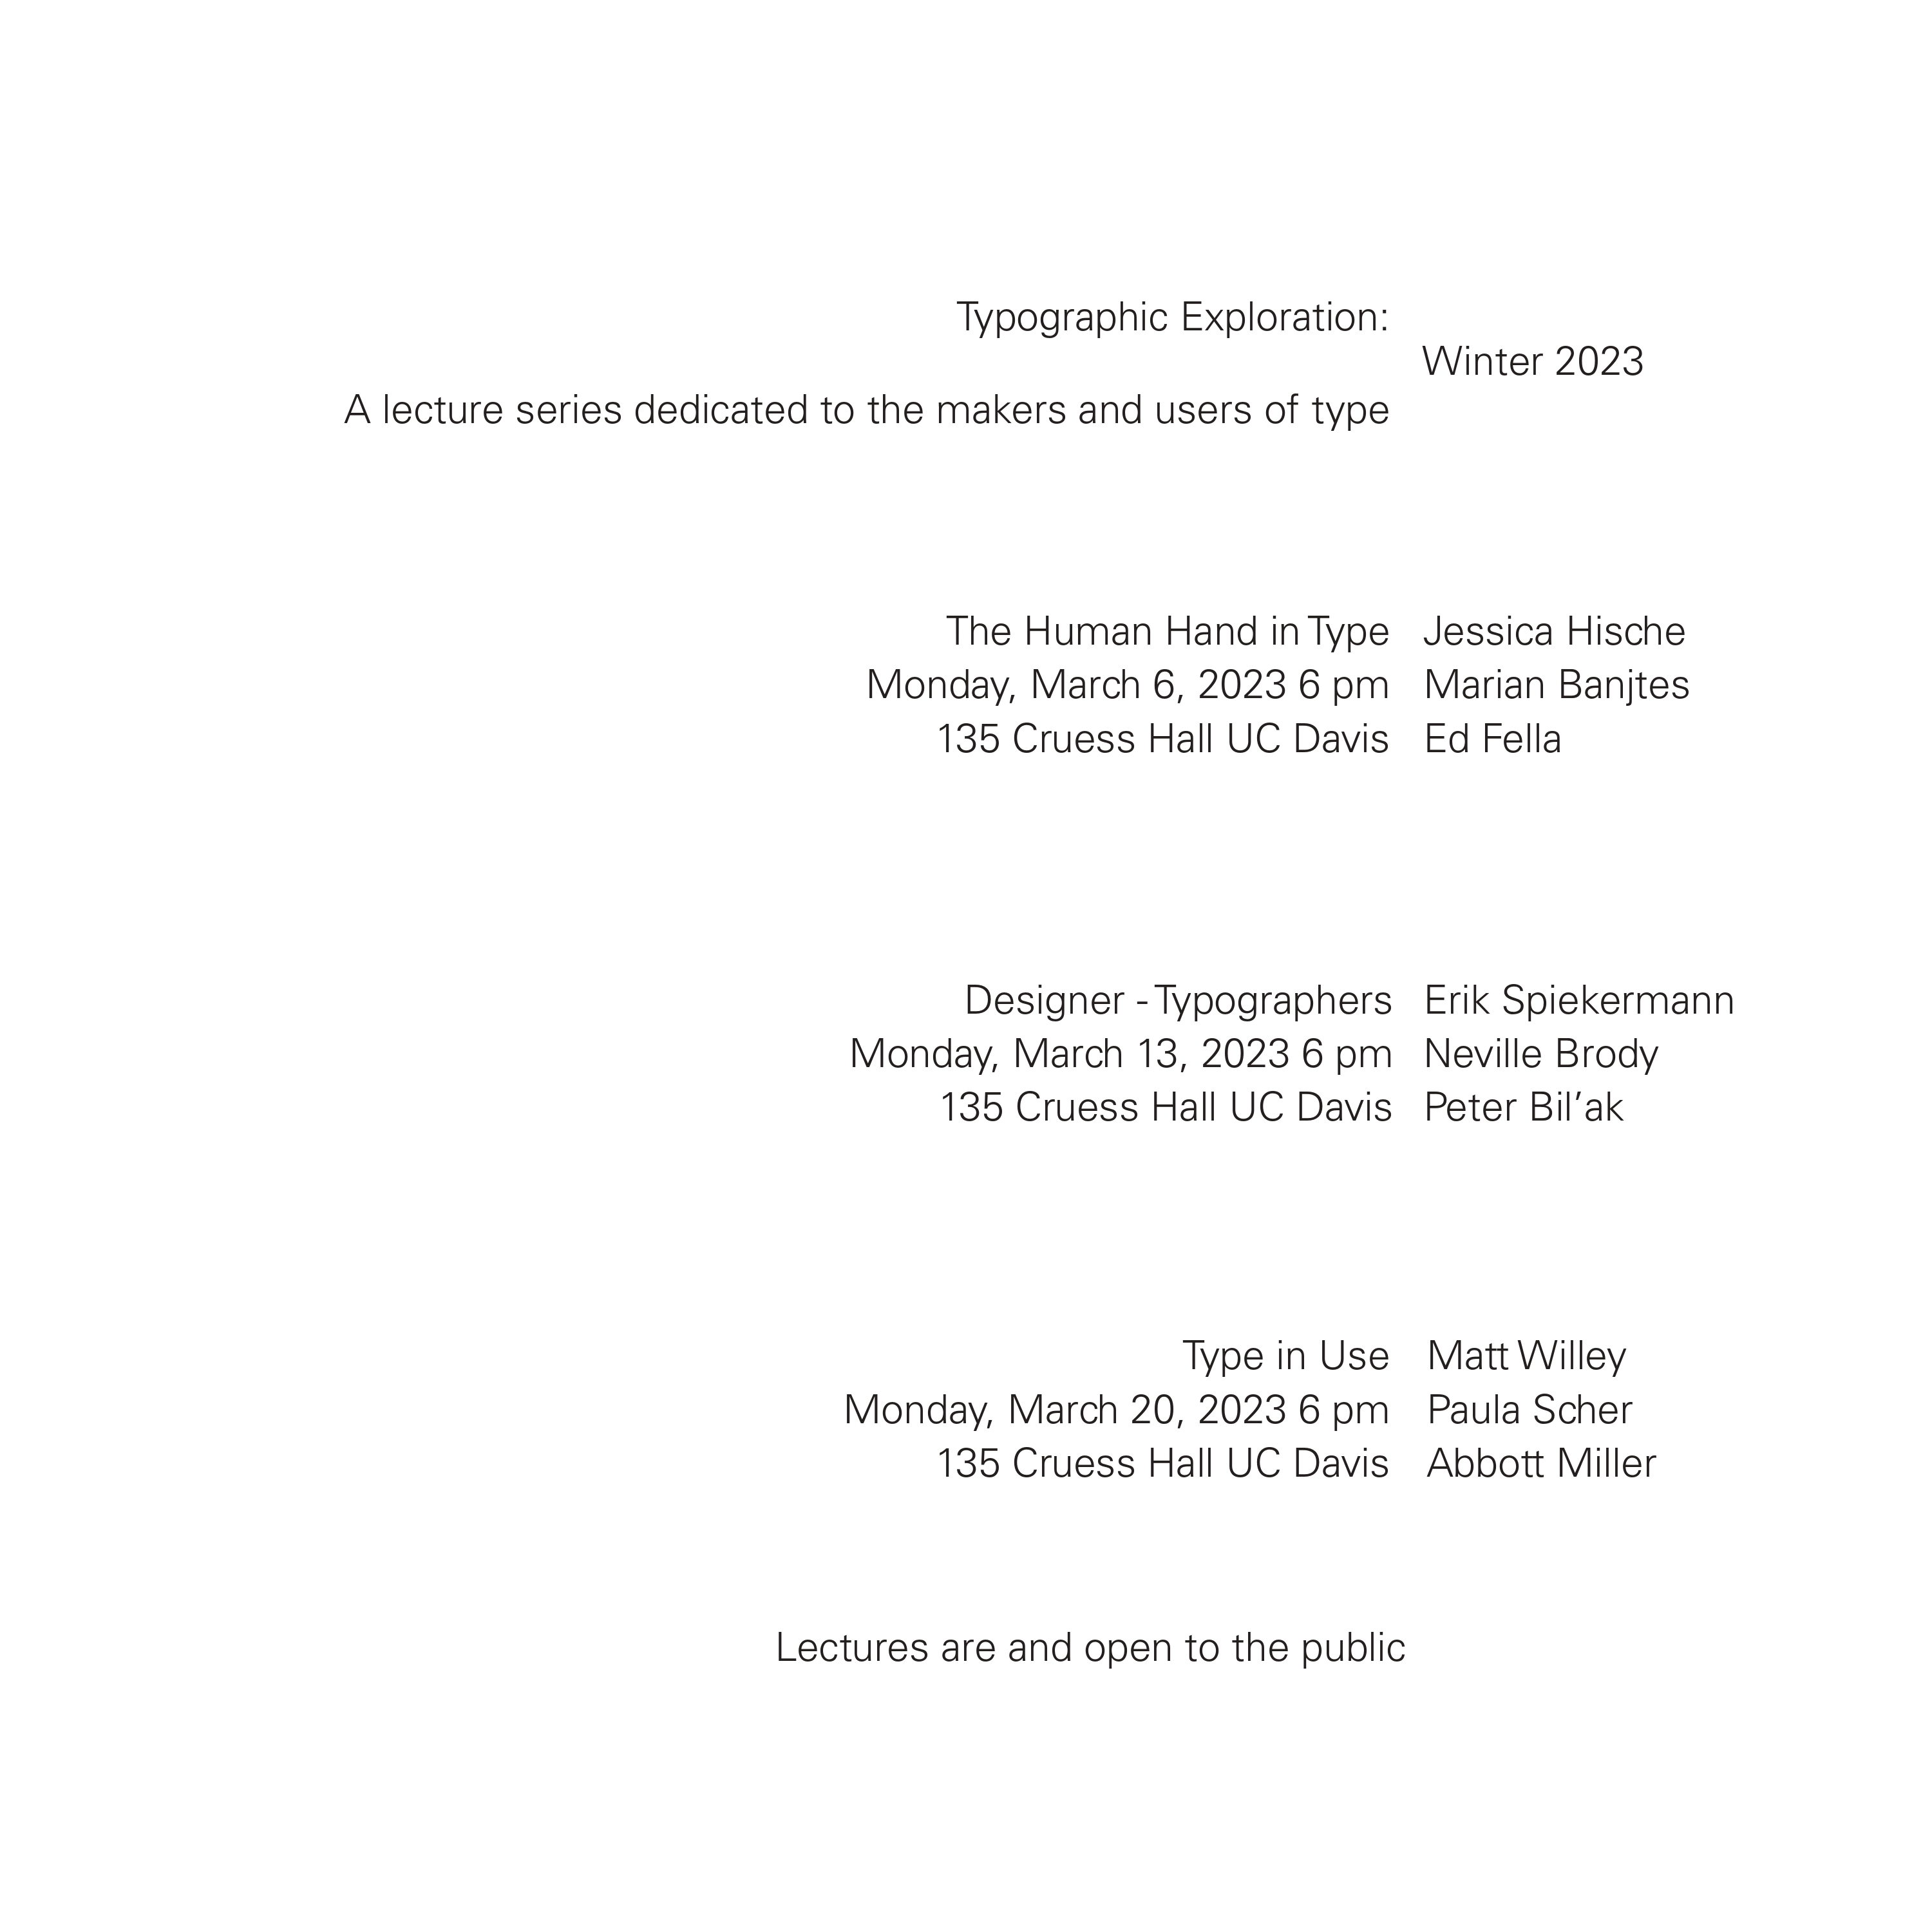 Typographic Exploration:
Winter 2023
A lecture series dedicated to the makers and users of type
The Human Hand in Type
Monday, March 6, 2023 6 pm
135 Cruess Hall UC Davis
Jessica Hische
Marian Banjtes
Ed Fella
Designer - Typographers
Monday, March 13, 2023 6 pm
135 Cruess Hall UC Davis
Erik Spiekermann
Neville Brody
Peter Bil’ak
Type in Use
Monday, March 20, 2023 6 pm
135 Cruess Hall UC Davis
Matt Willey
Paula Scher
Abbott Miller
Lectures are and open to the public